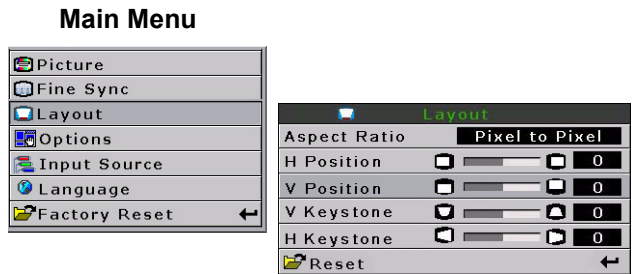 Main Menu
Picture
Fine Sync
Layout
Options
Input Source
Language
Factory Reset
Layout
Aspect Ratio Pixel to Pixel
H Position 0
V Position 0
V Keystone 0
H Keystone 0
Reset